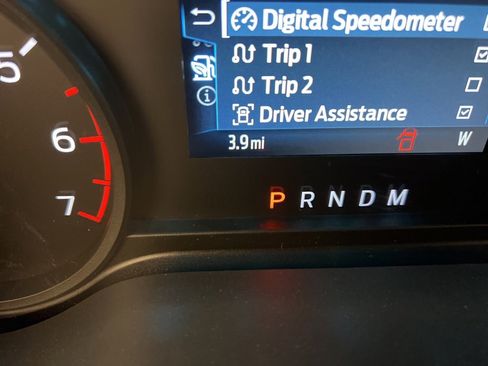 5
6
7
Digital Speedometer
Trip 1
Trip 2
Driver Assistance
3.9 mi W
P R N D M